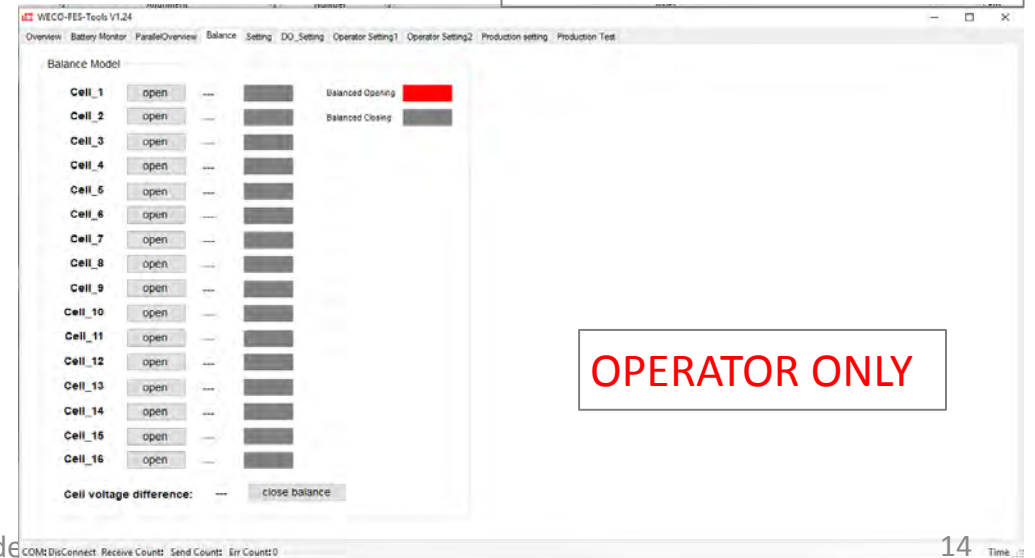 WECO-FES-Tools V1.24
Overview Battery Monitor ParallelOverview Balance Setting DO_Setting Operator Setting1 Operator Setting2 Production setting Production Test
Balance Model
Cell_1 open --- Balanced Opening
Cell_2 open --- Balanced Closing
Cell_3 open ---
Cell_4 open ---
Cell_5 open ---
Cell_6 open ---
Cell_7 open ---
Cell_8 open ---
Cell_9 open ---
Cell_10 open ---
Cell_11 open ---
Cell_12 open ---
Cell_13 open ---
Cell_14 open ---
Cell_15 open ---
Cell_16 open ---
OPERATOR ONLY
Cell voltage difference: --- close balance
COM:DisConnect Receive Count: Send Count: Err Count:0 14 Time